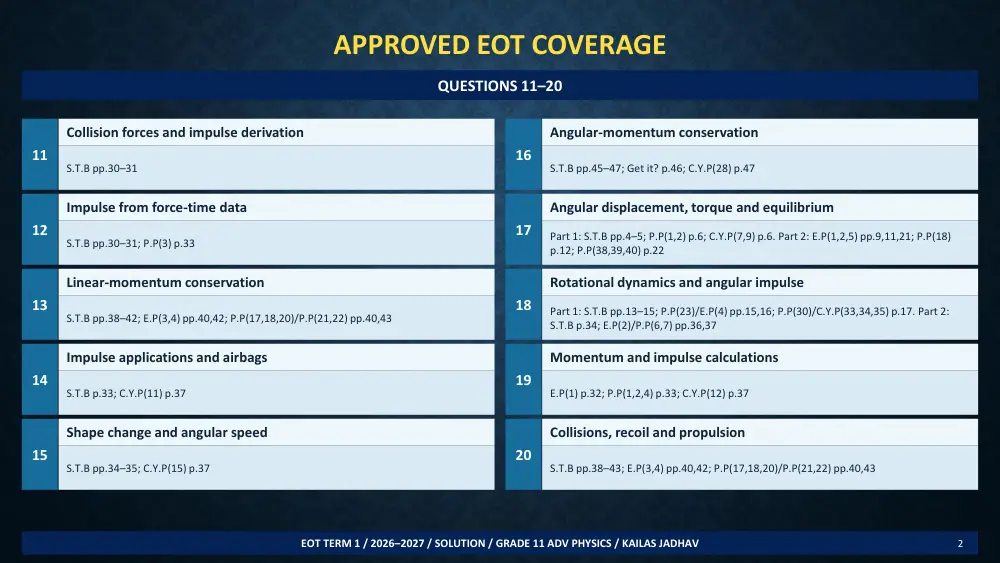 APPROVED EOT COVERAGE
QUESTIONS 11–20
11
Collision forces and impulse derivation
S.T.B pp.30–31
12
Impulse from force-time data
S.T.B pp.30–31; P.P(3) p.33
13
Linear-momentum conservation
S.T.B pp.38–42; E.P(3,4) pp.40,42; P.P(17,18,20)/P.P(21,22) pp.40,43
14
Impulse applications and airbags
S.T.B p.33; C.Y.P(11) p.37
15
Shape change and angular speed
S.T.B pp.34–35; C.Y.P(15) p.37
16
Angular-momentum conservation
S.T.B pp.45–47; Get it? p.46; C.Y.P(28) p.47
17
Angular displacement, torque and equilibrium
Part 1: S.T.B pp.4–5; P.P(1,2) p.6; C.Y.P(7,9) p.6. Part 2: E.P(1,2,5) pp.9,11,21; P.P(18)
p.12; P.P(38,39,40) p.22
18
Rotational dynamics and angular impulse
Part 1: S.T.B pp.13–15; P.P(23)/E.P(4) pp.15,16; P.P(30)/C.Y.P(33,34,35) p.17. Part 2:
S.T.B p.34; E.P(2)/P.P(6,7) pp.36,37
19
Momentum and impulse calculations
E.P(1) p.32; P.P(1,2,4) p.33; C.Y.P(12) p.37
20
Collisions, recoil and propulsion
S.T.B pp.38–43; E.P(3,4) pp.40,42; P.P(17,18,20)/P.P(21,22) pp.40,43
EOT TERM 1 / 2026–2027 / SOLUTION / GRADE 11 ADV PHYSICS / KAILAS JADHAV
2